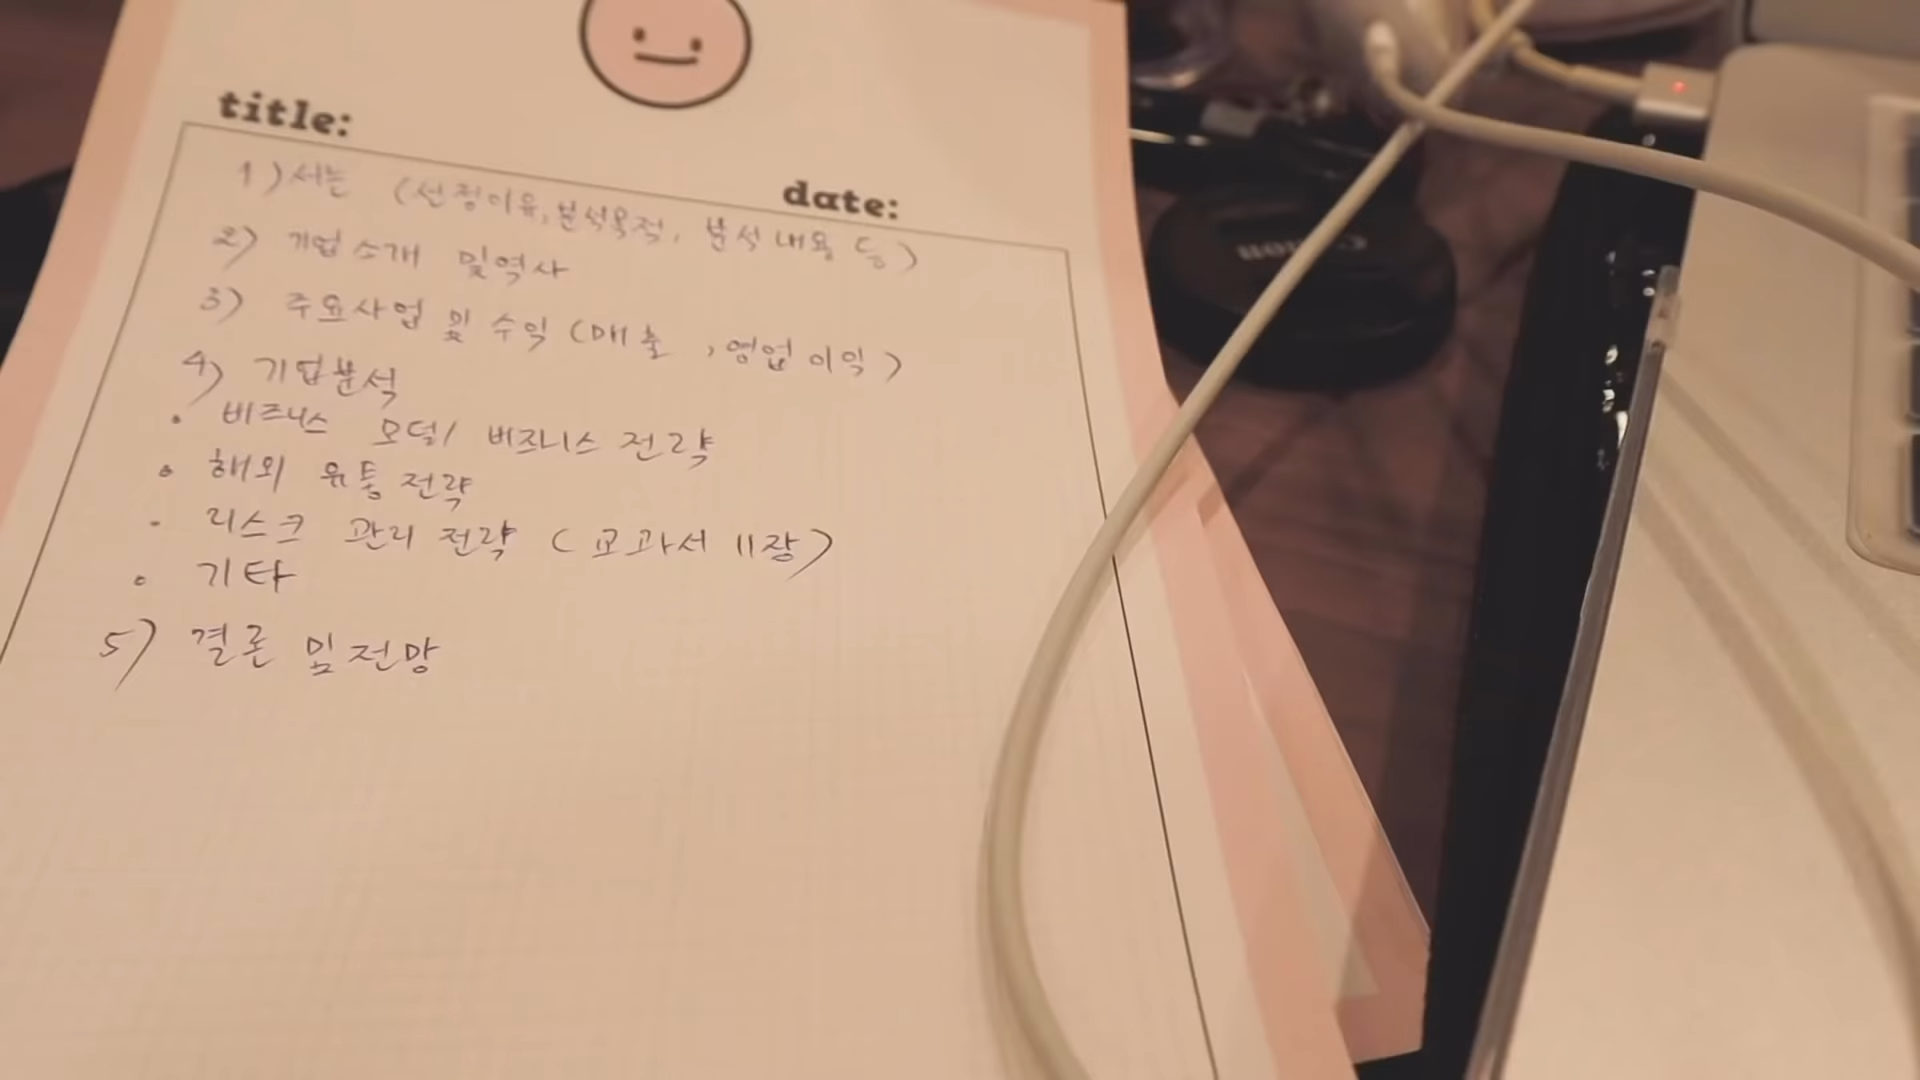 title:
date:
1) 서론 (선정이유, 분석목적, 분석 내용 등)
2) 기업 소개 및 역사
3) 주요사업 및 수익 (매출, 영업이익)
4) 기업분석
• 비즈니스 모델/ 비즈니스 전략
• 해외 유통 전략
• 리스크 관리 전략 (교과서 11장)
• 기타
5) 결론 및 전망
Canon